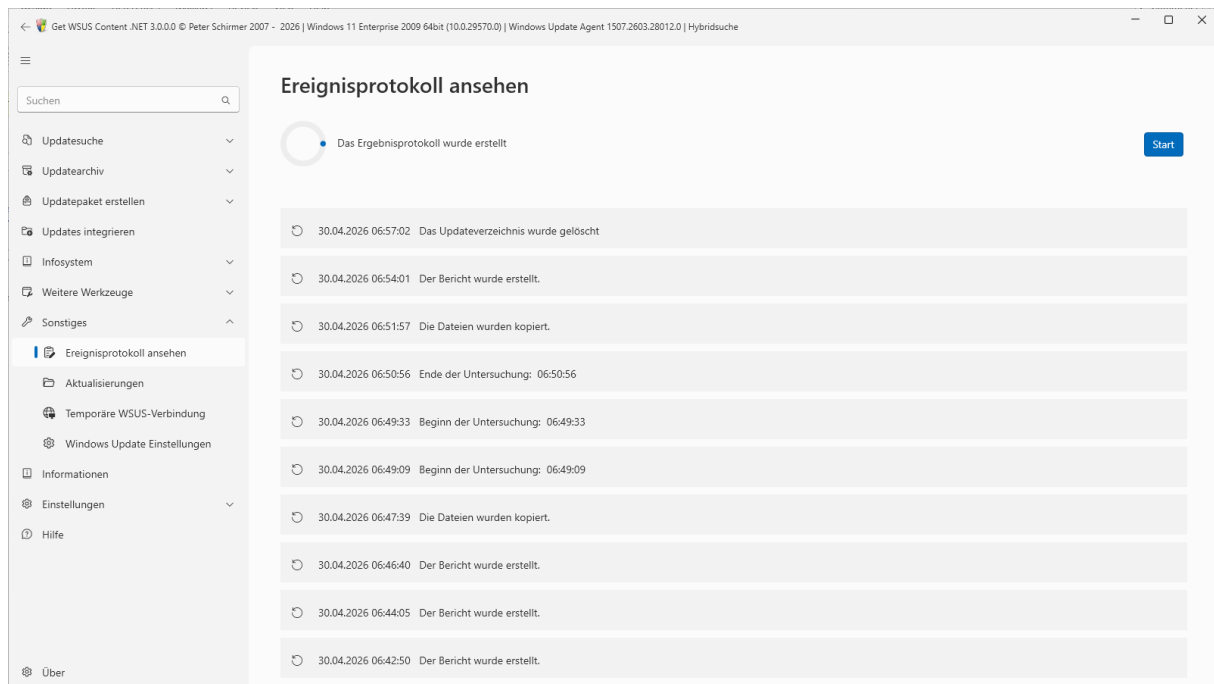 Get WSUS Content .NET 3.0.0.0 © Peter Schirmer 2007 - 2026 | Windows 11 Enterprise 2009 64bit (10.0.29570.0) | Windows Update Agent 1507.2603.28012.0 | Hybridsuche
Suchen
Updatesuche
Updatearchiv
Updatepaket erstellen
Updates integrieren
Infosystem
Weitere Werkzeuge
Sonstiges
Ereignisprotokoll ansehen
Aktualisierungen
Temporäre WSUS-Verbindung
Windows Update Einstellungen
Informationen
Einstellungen
Hilfe
Über
Ereignisprotokoll ansehen
Das Ergebnisprotokoll wurde erstellt
Start
30.04.2026 06:57:02 Das Updateverzeichnis wurde gelöscht
30.04.2026 06:54:01 Der Bericht wurde erstellt.
30.04.2026 06:51:57 Die Dateien wurden kopiert.
30.04.2026 06:50:56 Ende der Untersuchung: 06:50:56
30.04.2026 06:49:33 Beginn der Untersuchung: 06:49:33
30.04.2026 06:49:09 Beginn der Untersuchung: 06:49:09
30.04.2026 06:47:39 Die Dateien wurden kopiert.
30.04.2026 06:46:40 Der Bericht wurde erstellt.
30.04.2026 06:44:05 Der Bericht wurde erstellt.
30.04.2026 06:42:50 Der Bericht wurde erstellt.